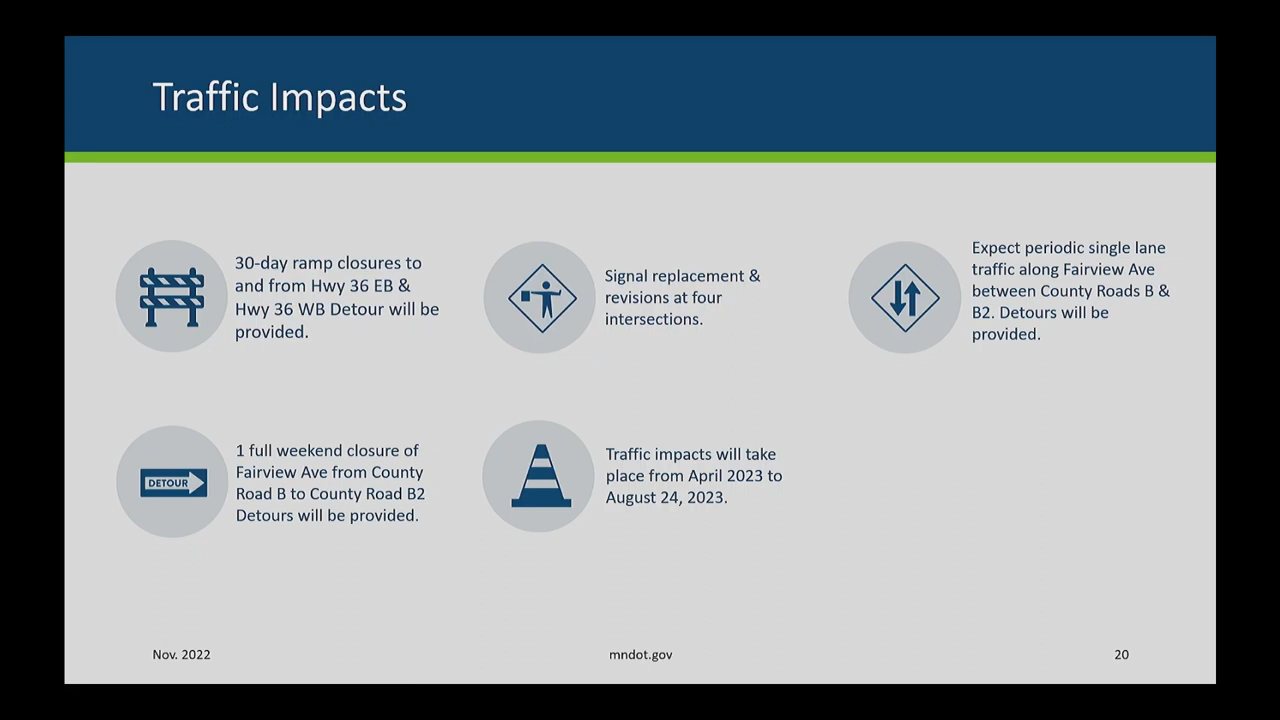 Traffic Impacts
30-day ramp closures to
and from Hwy 36 EB &
Hwy 36 WB Detour will be
provided.
Signal replacement &
revisions at four
intersections.
Expect periodic single lane
traffic along Fairview Ave
between County Roads B &
B2. Detours will be
provided.
DETOUR
1 full weekend closure of
Fairview Ave from County
Road B to County Road B2
Detours will be provided.
Traffic impacts will take
place from April 2023 to
August 24, 2023.
Nov. 2022
mndot.gov
20